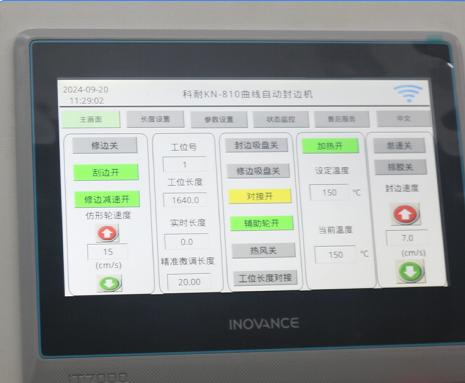 2024-09-20
11:29:02
科耐KN-810曲线自动封边机
主画面
长度设置
参数设置
状态监控
售后服务
中文
修边关
刮边开
修边减速开
仿形轮速度
15
(cm/s)
工位号
1
工位长度
1640.0
实时长度
0.0
精准微调长度
20.00
封边吸盘关
修边吸盘关
对接开
辅助轮开
热风关
工位长度对接
加热开
设定温度
150 ℃
当前温度
150 ℃
怠速关
排胶关
封边速度
7.0
(cm/s)
INOVANCE
IT7000